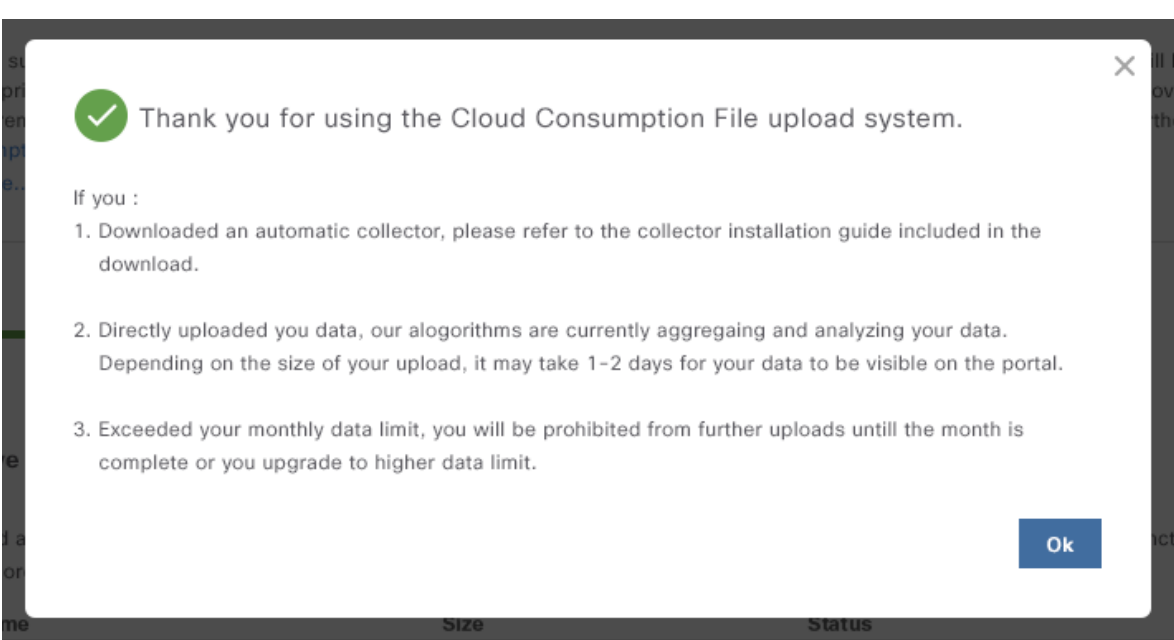 Thank you for using the Cloud Consumption File upload system.
If you :
1. Downloaded an automatic collector, please refer to the collector installation guide included in the
download.
2. Directly uploaded you data, our alogorithms are currently aggregaing and analyzing your data.
Depending on the size of your upload, it may take 1-2 days for your data to be visible on the portal.
3. Exceeded your monthly data limit, you will be prohibited from further uploads untill the month is
complete or you upgrade to higher data limit.
Ok
Size Status